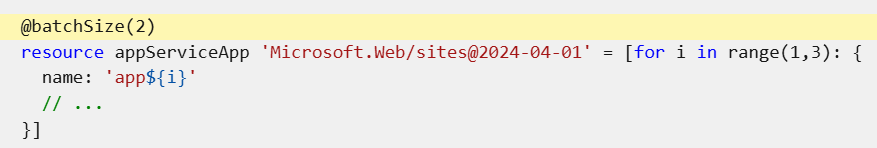 @batchSize(2)
resource appServiceApp 'Microsoft.Web/sites@2024-04-01' = [for i in range(1,3): {
  name: 'app${i}'
  // ...
}]